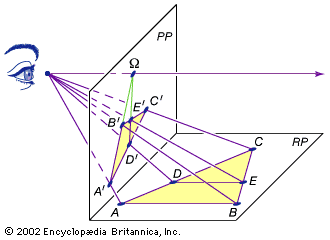 PP
Ω
E′ C′
B′
D′
C
RP
A′
D
E
A
B
© 2002 Encyclopædia Britannica, Inc.